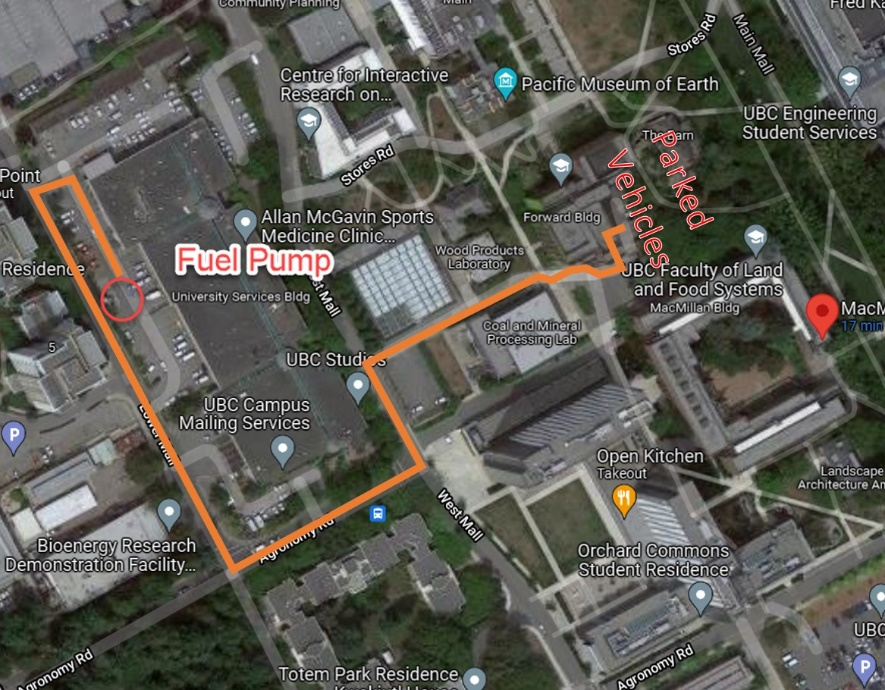 Community Planning
Main
Fred Ka
Stores Rd
Main Mall
Centre for Interactive
Research on...
Pacific Museum of Earth
UBC Engineering
Student Services
The Barn
Stores Rd
Parked
Vehicles
Point
out
Allan McGavin Sports
Medicine Clinic...
Forward Bldg
Wood Products
Laboratory
Residence
Fuel Pump
University Services Bldg
st Mall
UBC Faculty of Land
and Food Systems
MacMillan Bldg
MacM
17 min
Coal and Mineral
Processing Lab
5
UBC Studios
P
UBC Campus
Mailing Services
Lower Mall
Open Kitchen
Takeout
Landscape
Architecture An
West Mall
Bioenergy Research
Demonstration Facility...
Agronomy Rd
Orchard Commons
Student Residence
UBC
P
Agronomy Rd
Agronomy Rd
Totem Park Residence